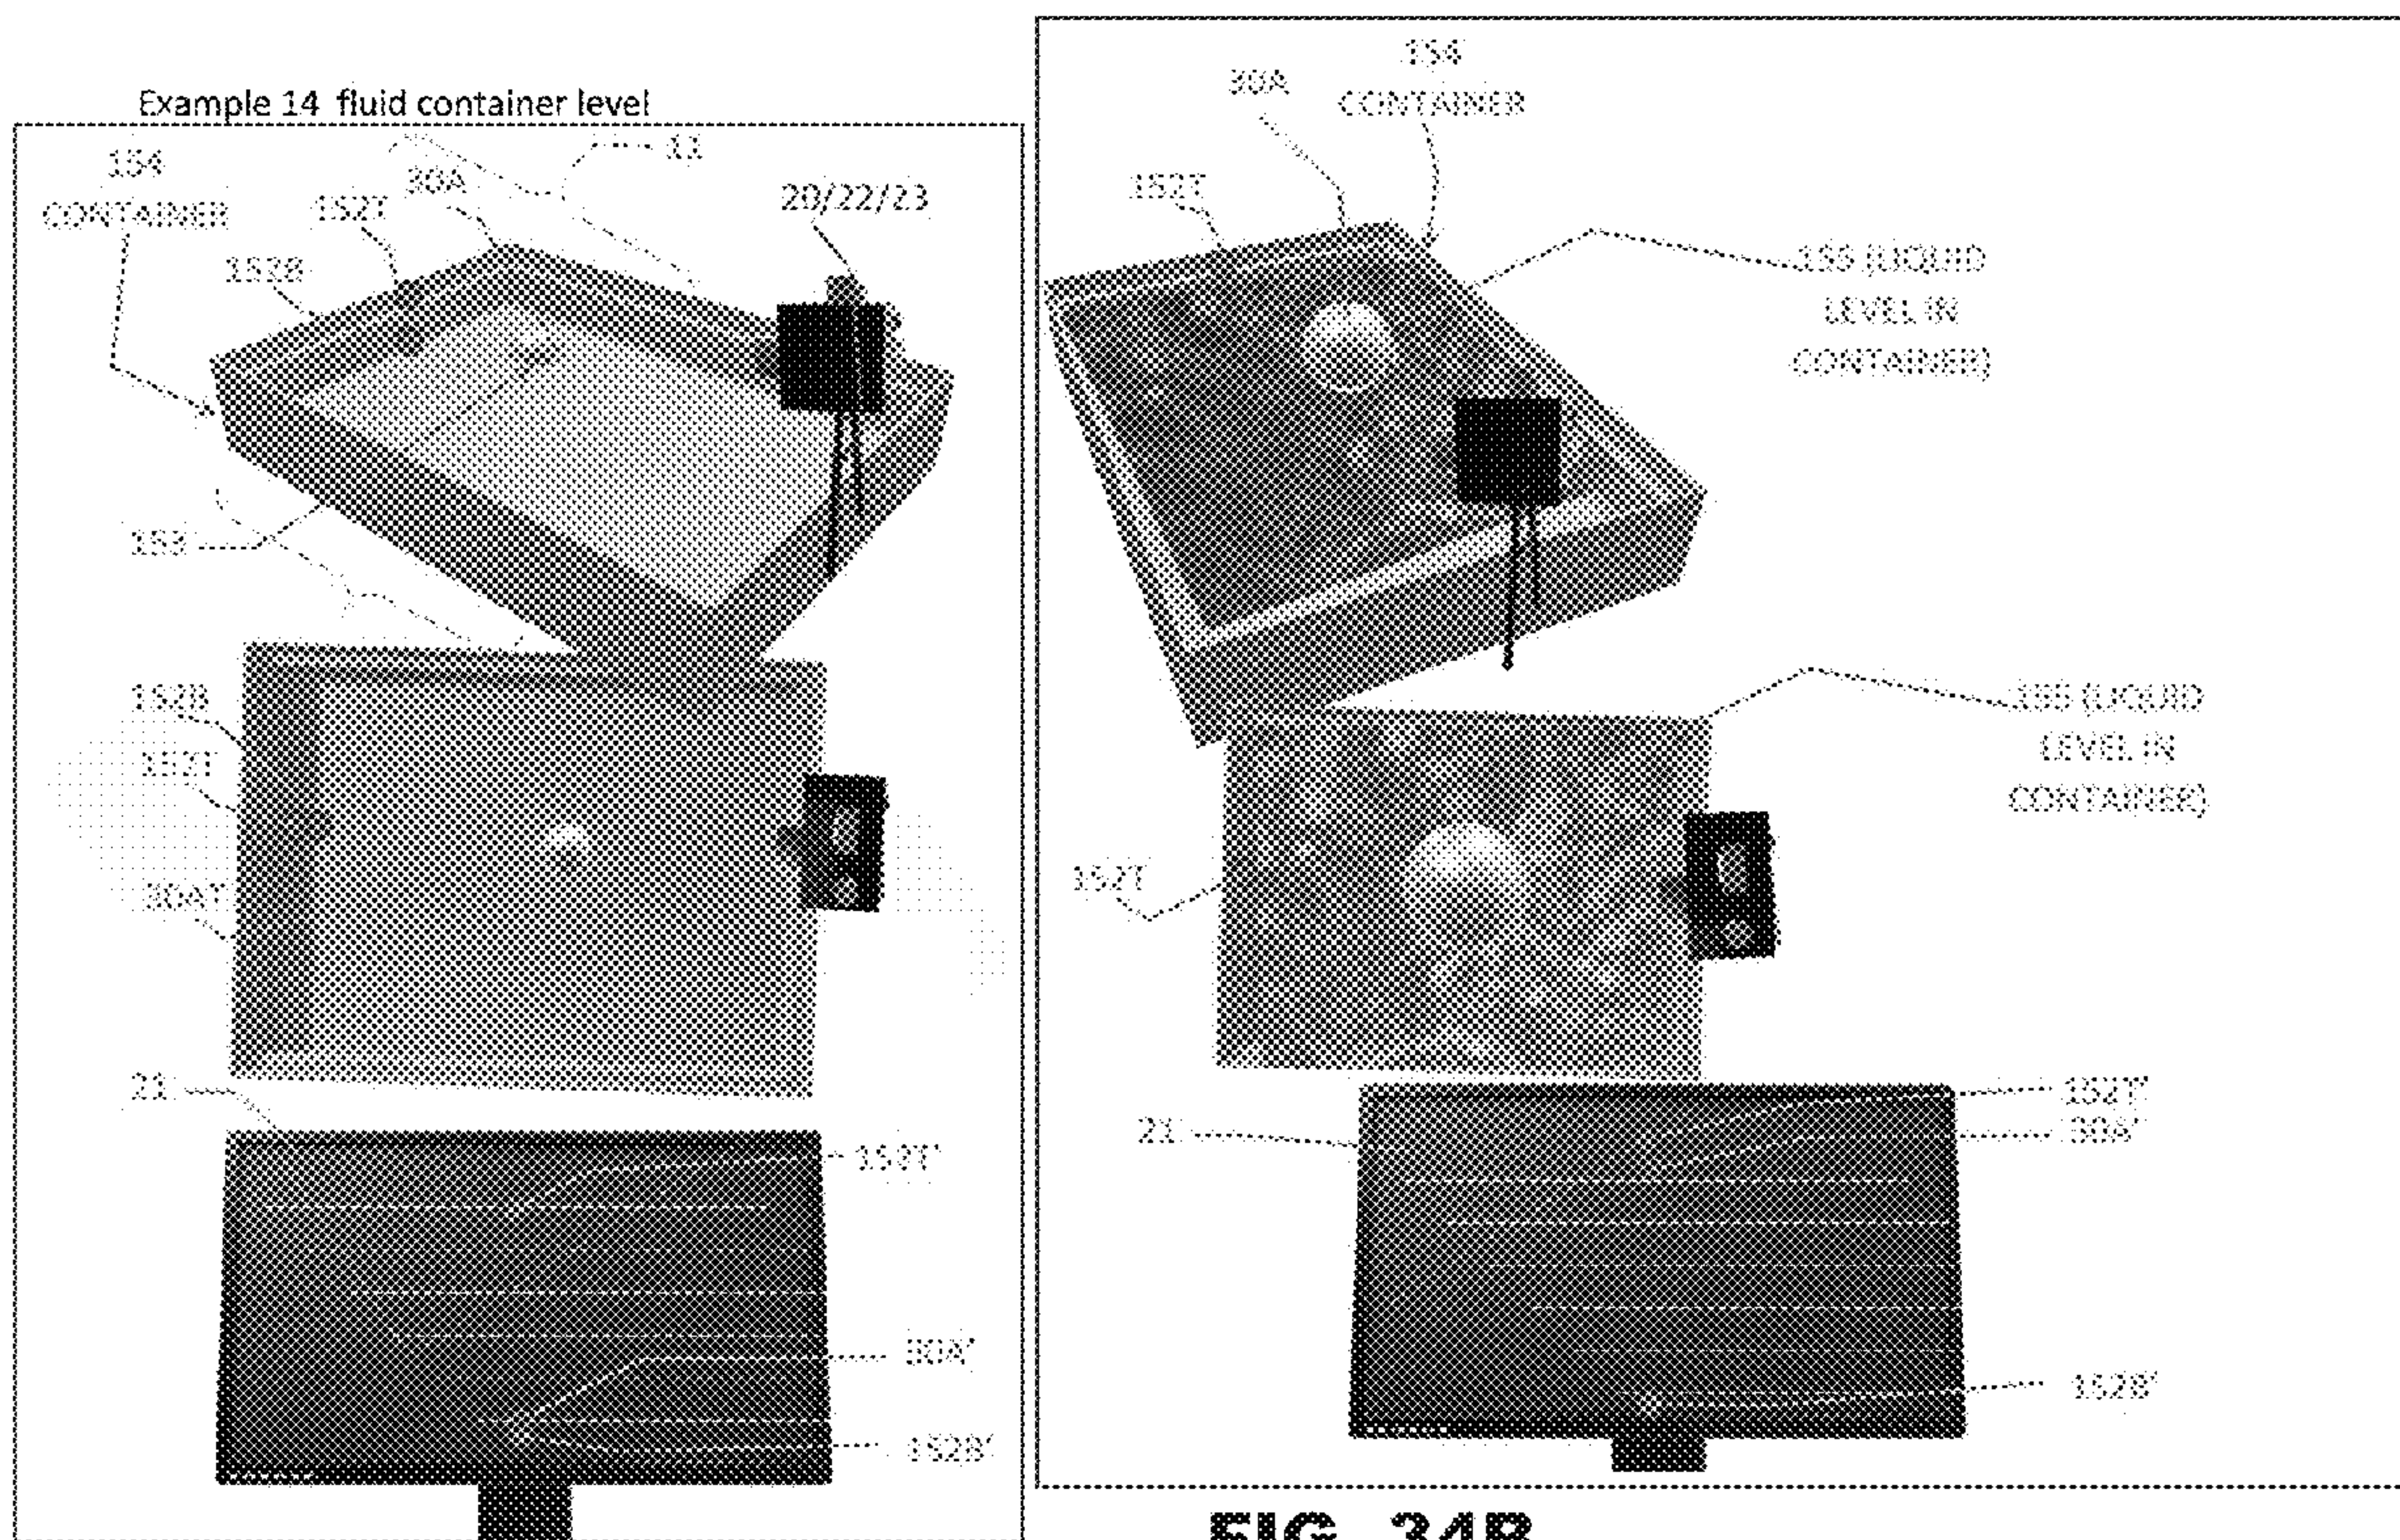 Example 14 fluid container level
154
CONTAINER
152T
30A
11
20/22/23
152B
153
152B
152T
21
152T'
30A'
152B'
30A
154
CONTAINER
152T
155 (LIQUID
LEVEL IN
CONTAINER)
155 (LIQUID
LEVEL IN
CONTAINER)
152T
21
152T'
30A'
152B'
FIG. 34B